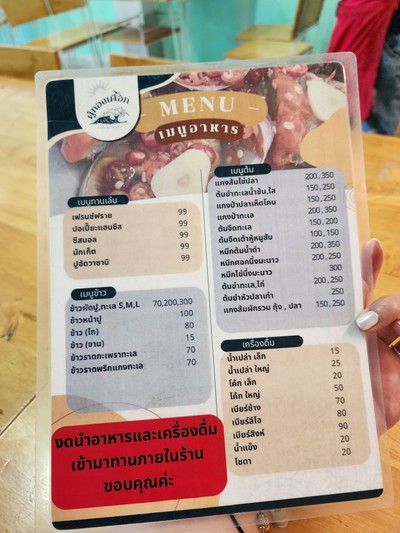 MENU
เมนูอาหาร
เมนูทานเล่น
เฟรนช์ฟราย 99
ปอเปี๊ยะแฮมชีส 99
ชีสบอล 99
นักเก็ต 99
ปูอัดวาซาบิ 99
เมนูข้าว
ข้าวผัดปู,ทะเล S,M,L 70,200,300
ข้าวหน้าปู 100
ข้าว (โถ) 80
ข้าว (จาน) 15
ข้าวราดกะเพราทะเล 70
ข้าวราดพริกแกงทะเล 70
เมนูต้ม
แกงส้มไข่ปลา 200,350
ต้มยำทะเลน้ำข้น,ใส 150,250
แกงป่าปลาเห็ดโคน 150,250
แกงป่าทะเล 200,350
ต้มจืดทะเล 150,200
ต้มจืดเต้าหู้หมูสับ 100,150
หมึกต้มน้ำดำ 200,350
หมึกศอกนึ่งมะนาว 200,350
หมึกไข่นึ่งมะนาว 300
ต้มยำทะเล,ไก่ 200,250
ต้มยำหัวปลาเก๋า 250
แกงส้มผักรวม กุ้ง , ปลา 150,250
เครื่องดื่ม
น้ำเปล่า เล็ก 15
น้ำเปล่า ใหญ่ 25
โค้ก เล็ก 20
โค้ก ใหญ่ 50
เบียร์ช้าง 70
เบียร์ลีโอ 80
เบียร์สิงห์ 90
น้ำแข็ง 20
โซดา 20
งดนำอาหารและเครื่องดื่ม
เข้ามาทานภายในร้าน
ขอบคุณค่ะ